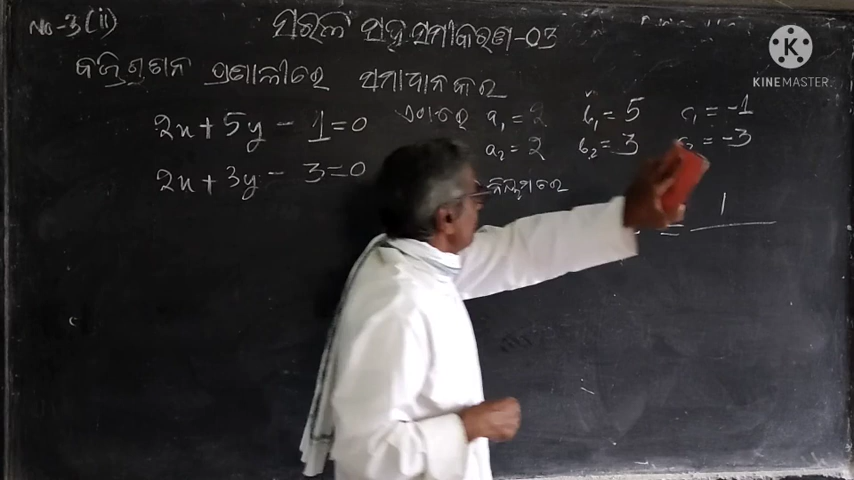 No-3(ii) ସରଳ ସହ ସମୀକରଣ-03
ବଜ୍ରଗୁଣନ ପ୍ରଣାଳୀରେ ସମାଧାନ କର
2x + 5y - 1 = 0 ଏଠାରେ a₁ = 2 b₁ = 5 c₁ = -1
2x + 3y - 3 = 0 a₂ = 2 b₂ = 3 = -3
= 1
K
KINEMASTER